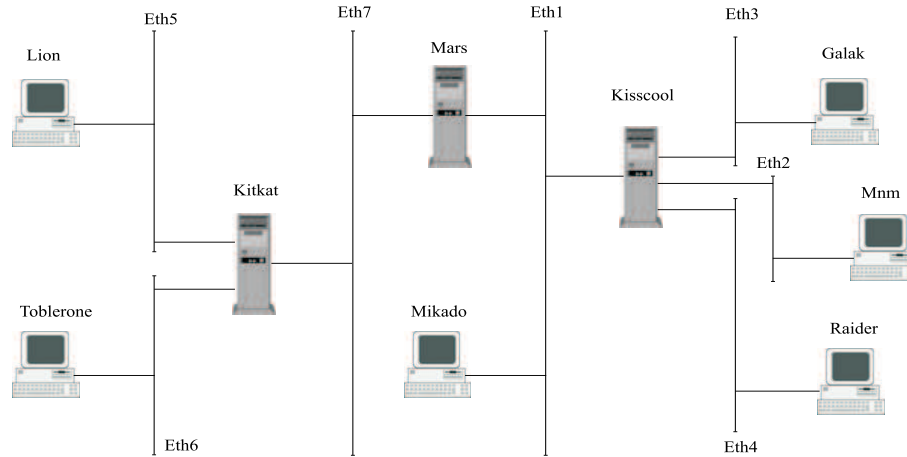 Eth5
Eth7
Eth1
Eth3
Lion
Mars
Galak
Kisscool
Eth2
Kitkat
Mnm
Toblerone
Mikado
Raider
Eth6
Eth4